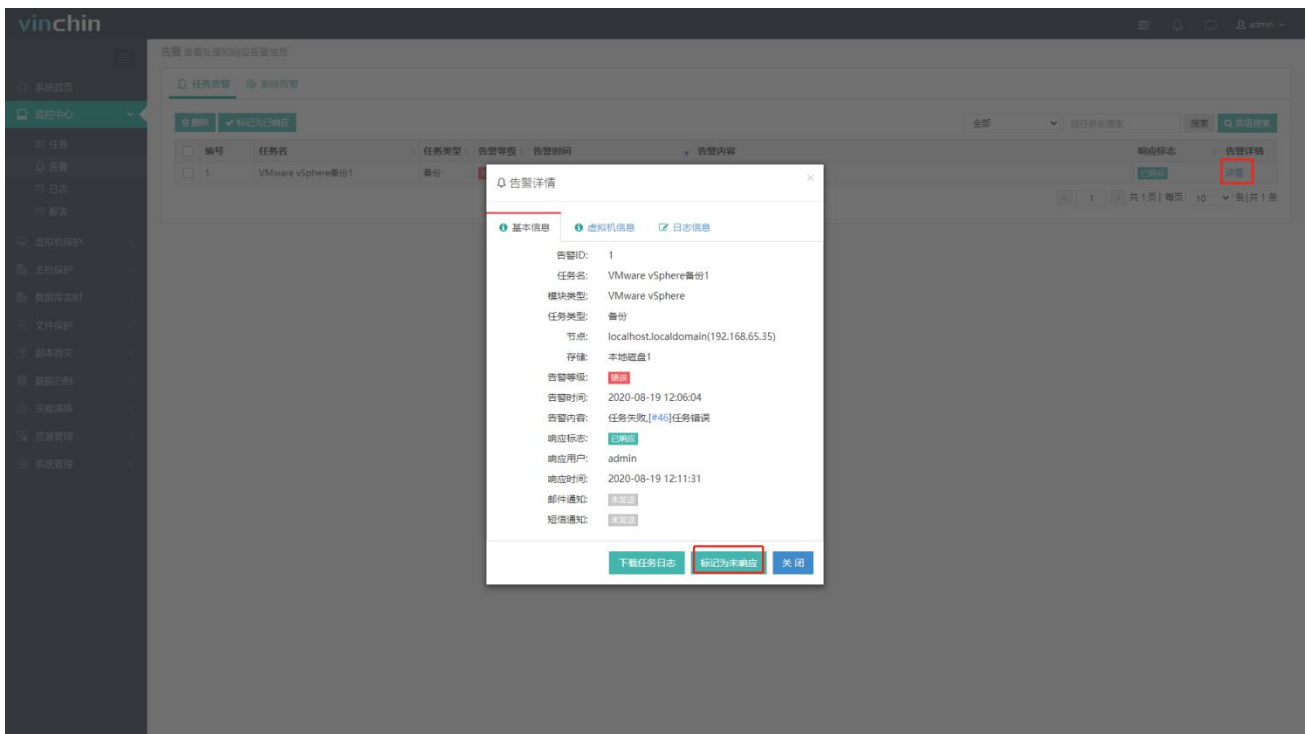 vinchin
admin
告警 查看处理和响应告警信息
系统首页
任务告警 系统告警
监控中心
删除 标记为已响应 全部 按任务名搜索 搜索 高级搜索
任务
编号 任务名 任务类型 告警等级 告警时间 告警内容 响应标志 告警详情
告警
1 VMware vSphere备份1 备份 已响应 详情
日志
报表
1 共1页|每页 10 条|共1条
虚拟机保护
主机保护
数据库实时
文件保护
副本容灾
数据归档
灾难演练
资源管理
系统管理
告警详情 ×
基本信息 虚拟机信息 日志信息
告警ID: 1
任务名: VMware vSphere备份1
模块类型: VMware vSphere
任务类型: 备份
节点: localhost.localdomain(192.168.65.35)
存储: 本地磁盘1
告警等级: 错误
告警时间: 2020-08-19 12:06:04
告警内容: 任务失败,[#46]任务错误
响应标志: 已响应
响应用户: admin
响应时间: 2020-08-19 12:11:31
邮件通知: 未发送
短信通知: 未发送
下载任务日志 标记为未响应 关闭